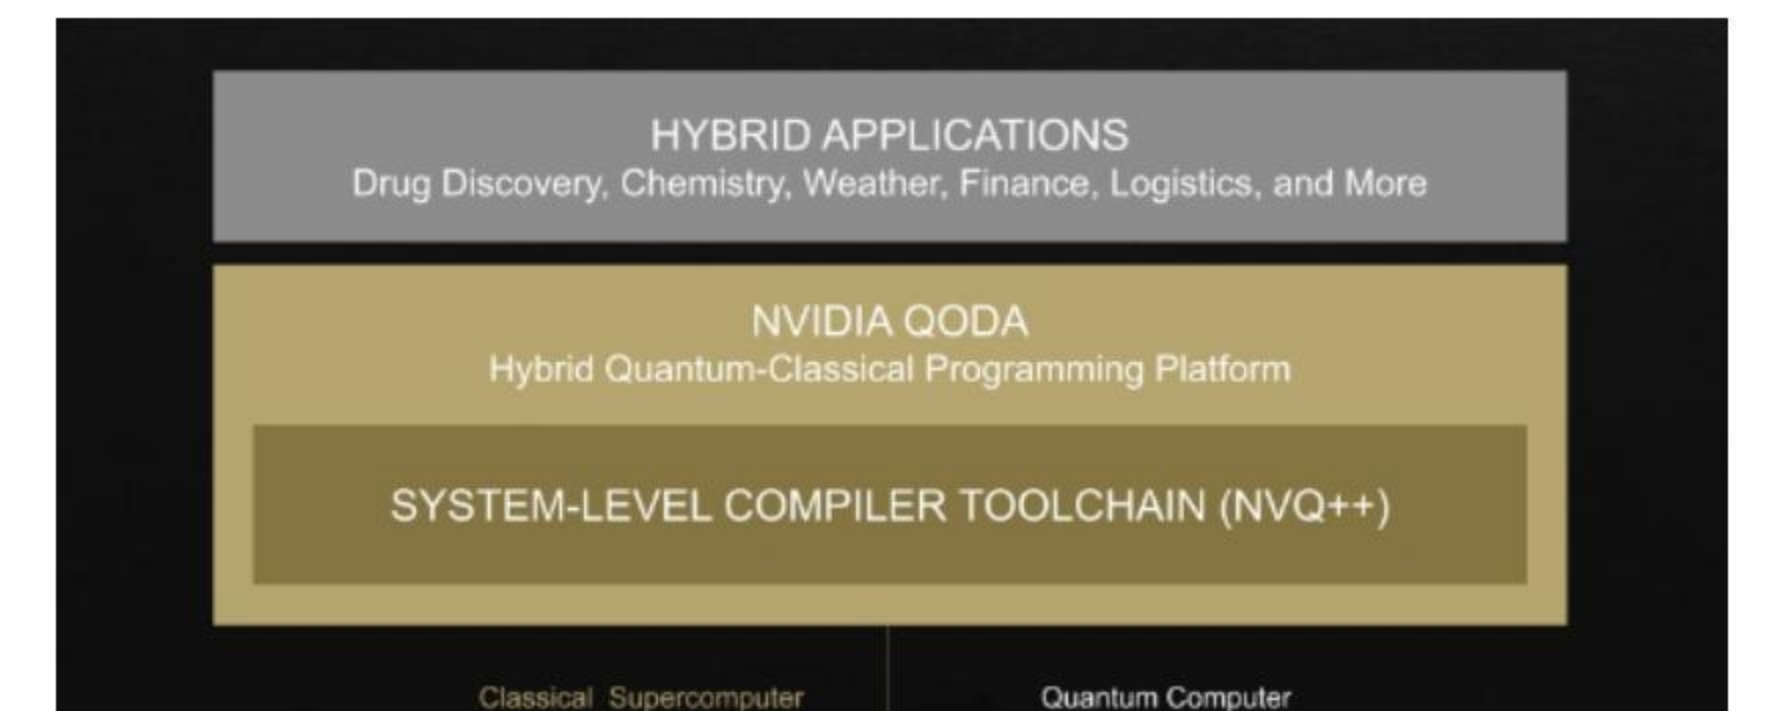 HYBRID APPLICATIONS
Drug Discovery, Chemistry, Weather, Finance, Logistics, and More
NVIDIA QODA
Hybrid Quantum-Classical Programming Platform
SYSTEM-LEVEL COMPILER TOOLCHAIN (NVQ++)
Classical Supercomputer
Quantum Computer